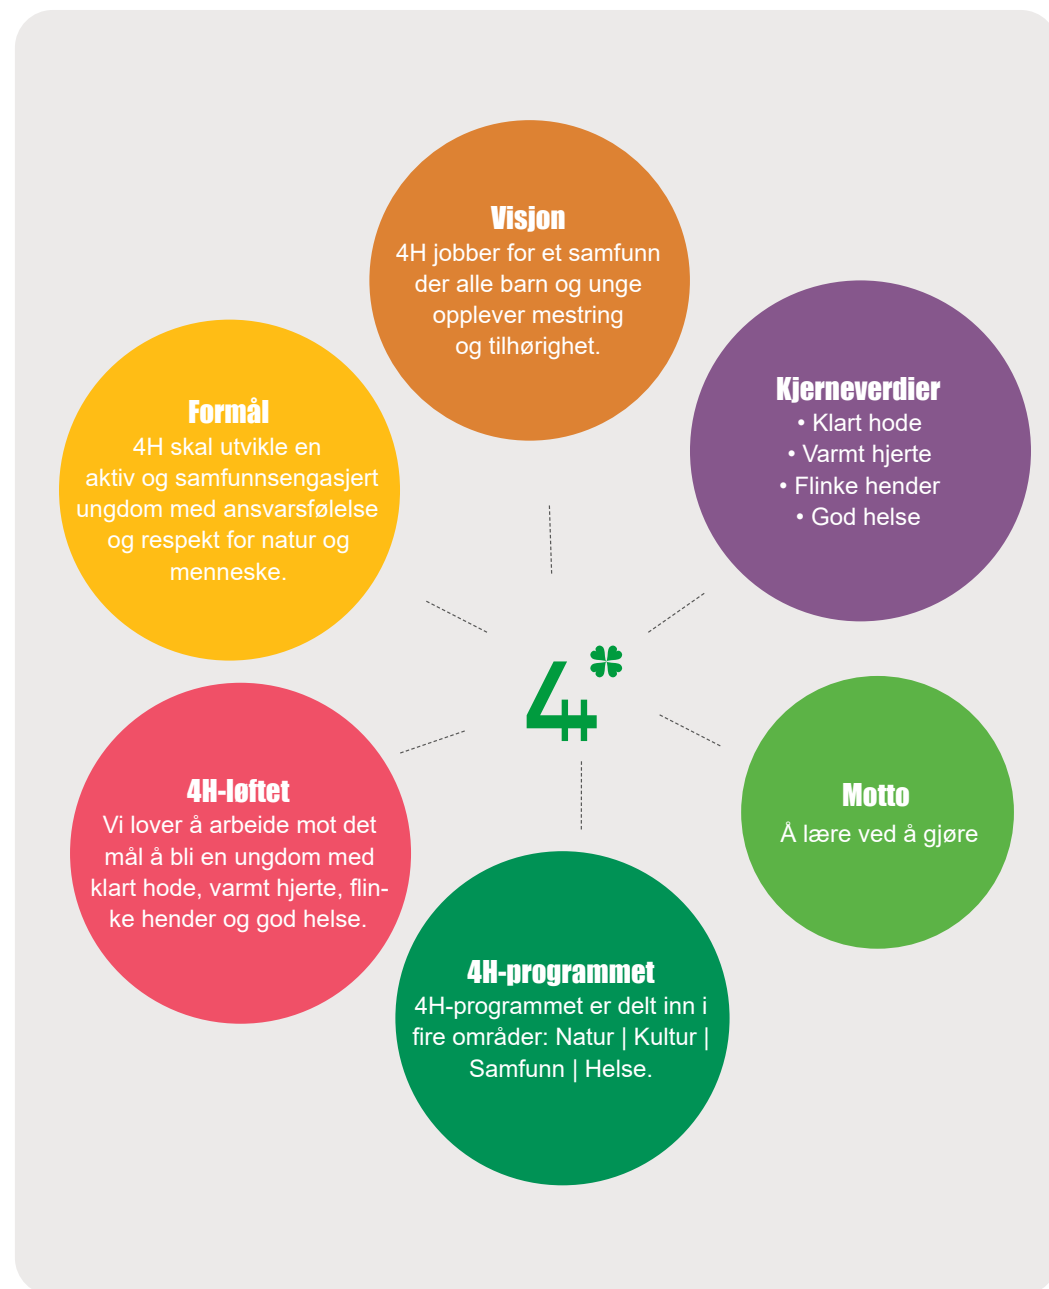 Visjon
4H jobber for et samfunn
der alle barn og unge
opplever mestring
og tilhørighet.
Kjerneverdier
• Klart hode
• Varmt hjerte
• Flinke hender
• God helse
Formål
4H skal utvikle en
aktiv og samfunnsengasjert
ungdom med ansvarsfølelse
og respekt for natur og
menneske.
4H
4H-løftet
Vi lover å arbeide mot det
mål å bli en ungdom med
klart hode, varmt hjerte, flin-
ke hender og god helse.
Motto
Å lære ved å gjøre
4H-programmet
4H-programmet er delt inn i
fire områder: Natur | Kultur |
Samfunn | Helse.